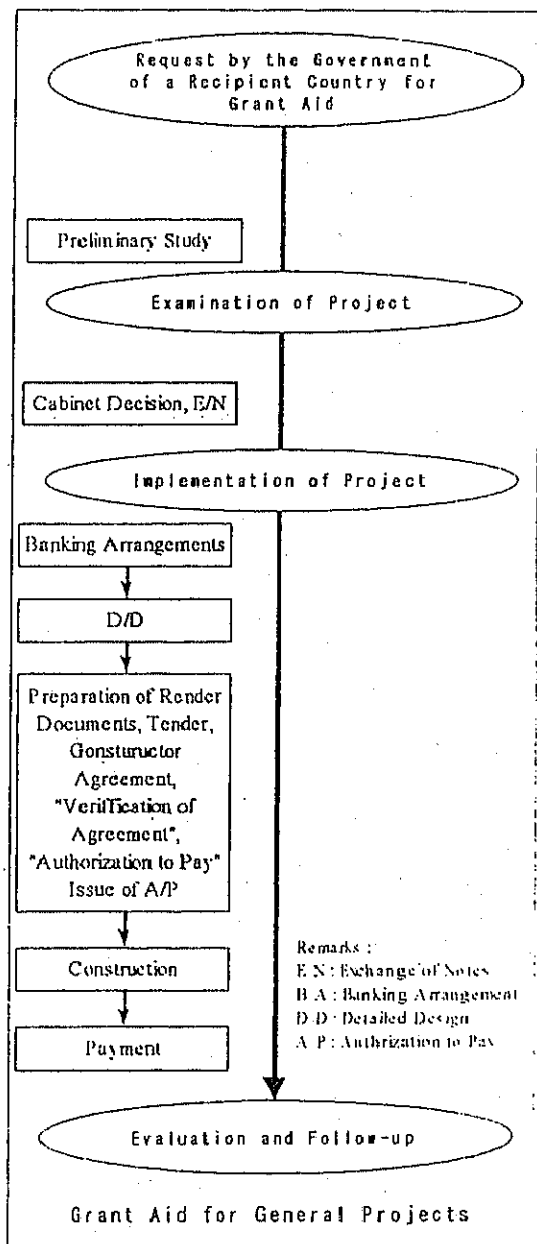 Request by the Government
of a Recipient Country for
Grant Aid
Preliminary Study
Examination of Project
Cabinet Decision, E/N
Implementation of Project
Banking Arrangements
D/D
Preparation of Render
Documents, Tender,
Gonstuructor
Agreement,
"Veriffication of
Agreement",
"Authorization to Pay"
Issue of A/P
Construction
Payment
Remarks :
E N : Exchange of Notes
B A : Banking Arrangement
D D : Detailed Design
A P : Authrization to Pay
Evaluation and Follow-up
Grant Aid for General Projects